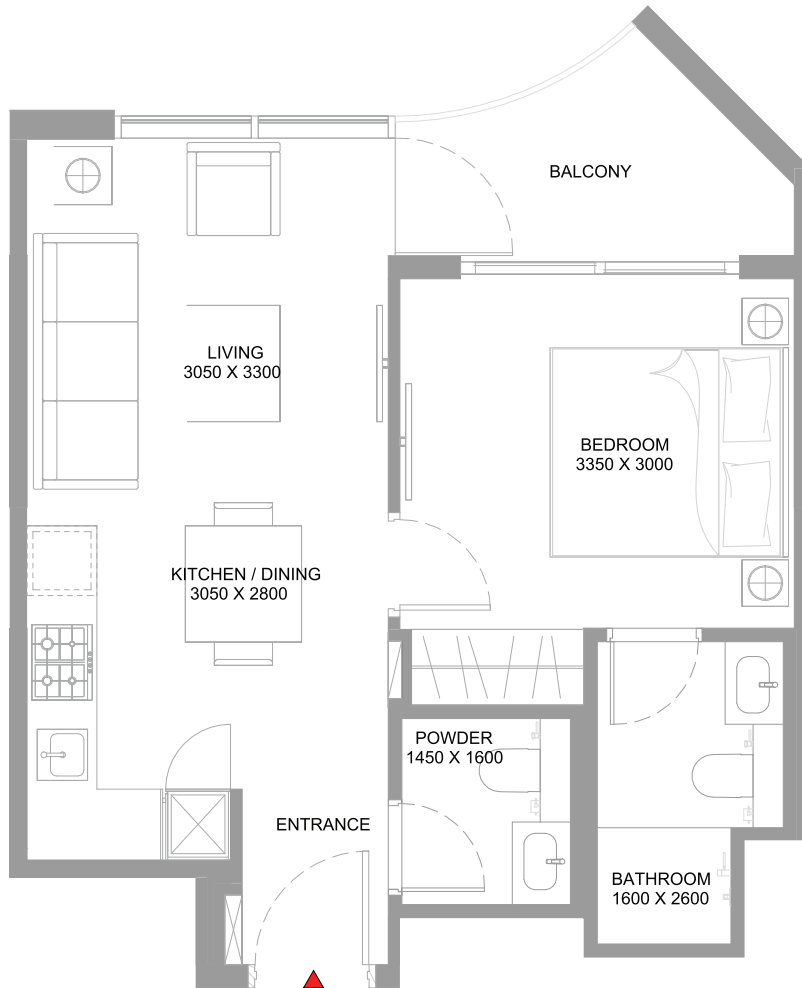 BALCONY
LIVING
3050 X 3300
BEDROOM
3350 X 3000
KITCHEN / DINING
3050 X 2800
POWDER
1450 X 1600
ENTRANCE
BATHROOM
1600 X 2600